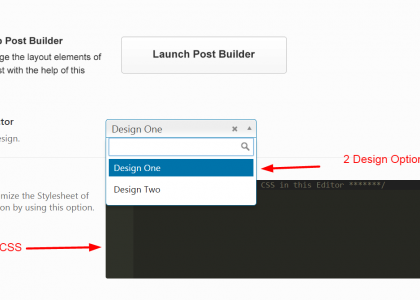 p Post Builder
nge the layout elements of
st with the help of this
Launch Post Builder
tor
esign.
Design One
Design One
Design Two
2 Design Option
mize the Stylesheet of
on by using this option.
CSS in this Editor *******/
CSS